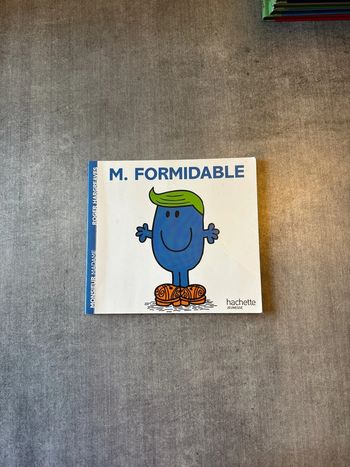 M. FORMIDABLE
MONSIEUR MADAME
ROGER HARGREAVES
hachette
JEUNESSE